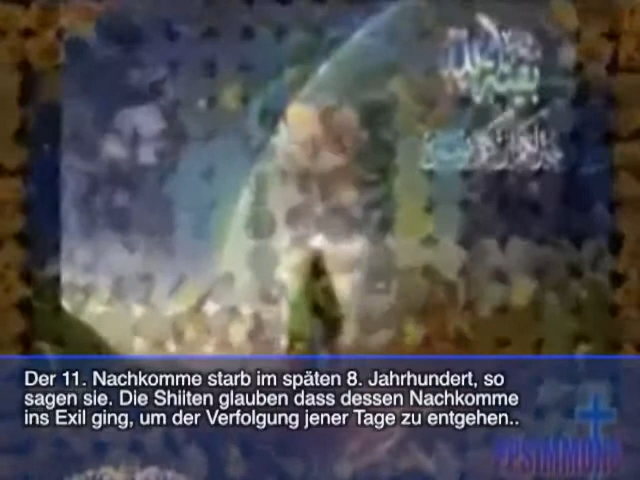 Der 11. Nachkomme starb im späten 8. Jahrhundert, so
sagen sie. Die Shiiten glauben dass dessen Nachkomme
ins Exil ging, um der Verfolgung jener Tage zu entgehen..
PPSIMMONS